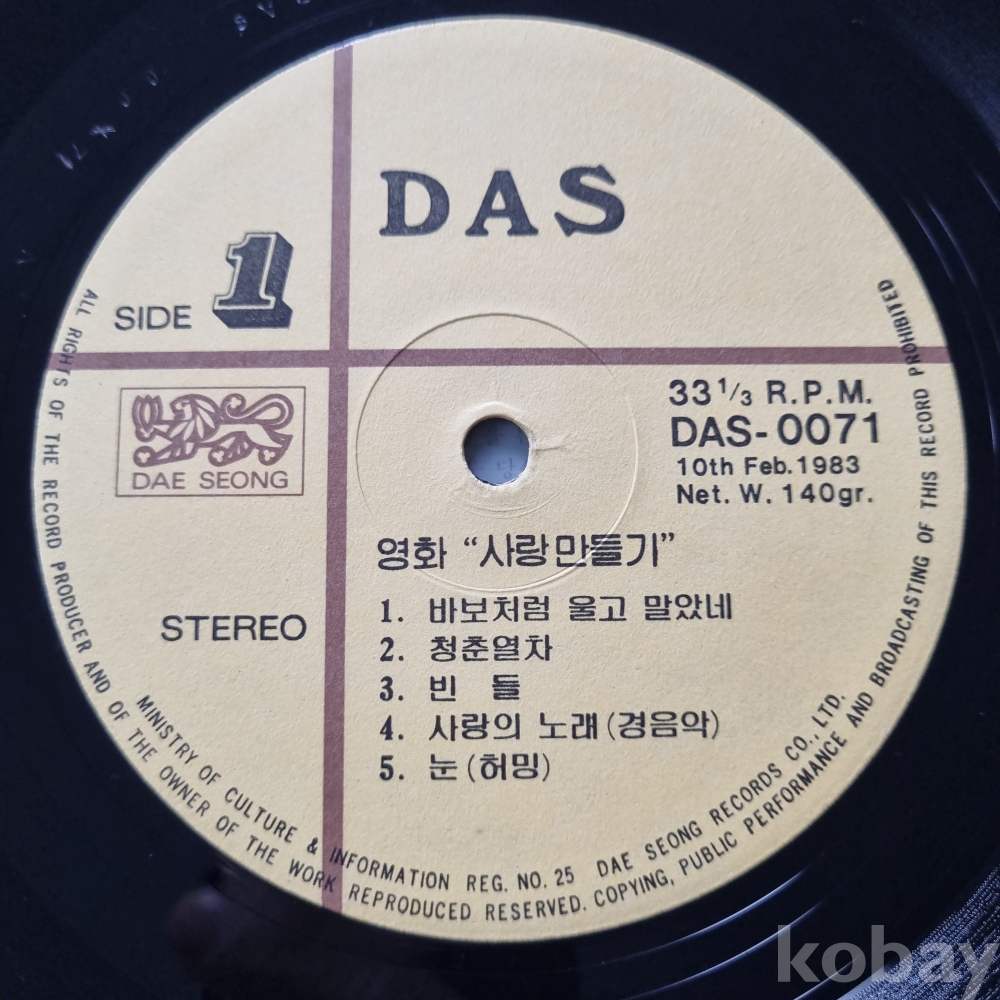 DAS
SIDE 1
DAE SEONG
STEREO
33 1/3 R.P.M.
DAS-0071
10th Feb. 1983
Net. W. 140gr.
영화 “사랑만들기”
1. 바보처럼 울고 말았네
2. 청춘열차
3. 빈 들
4. 사랑의 노래(경음악)
5. 눈(허밍)
MINISTRY OF CULTURE & INFORMATION REG. NO. 25 DAE SEONG RECORDS CO., LTD.
ALL RIGHTS OF THE RECORD PRODUCER AND OF THE OWNER OF THE WORK REPRODUCED RESERVED. COPYING, PUBLIC PERFORMANCE AND BROADCASTING OF THIS RECORD PROHIBITED
kobay